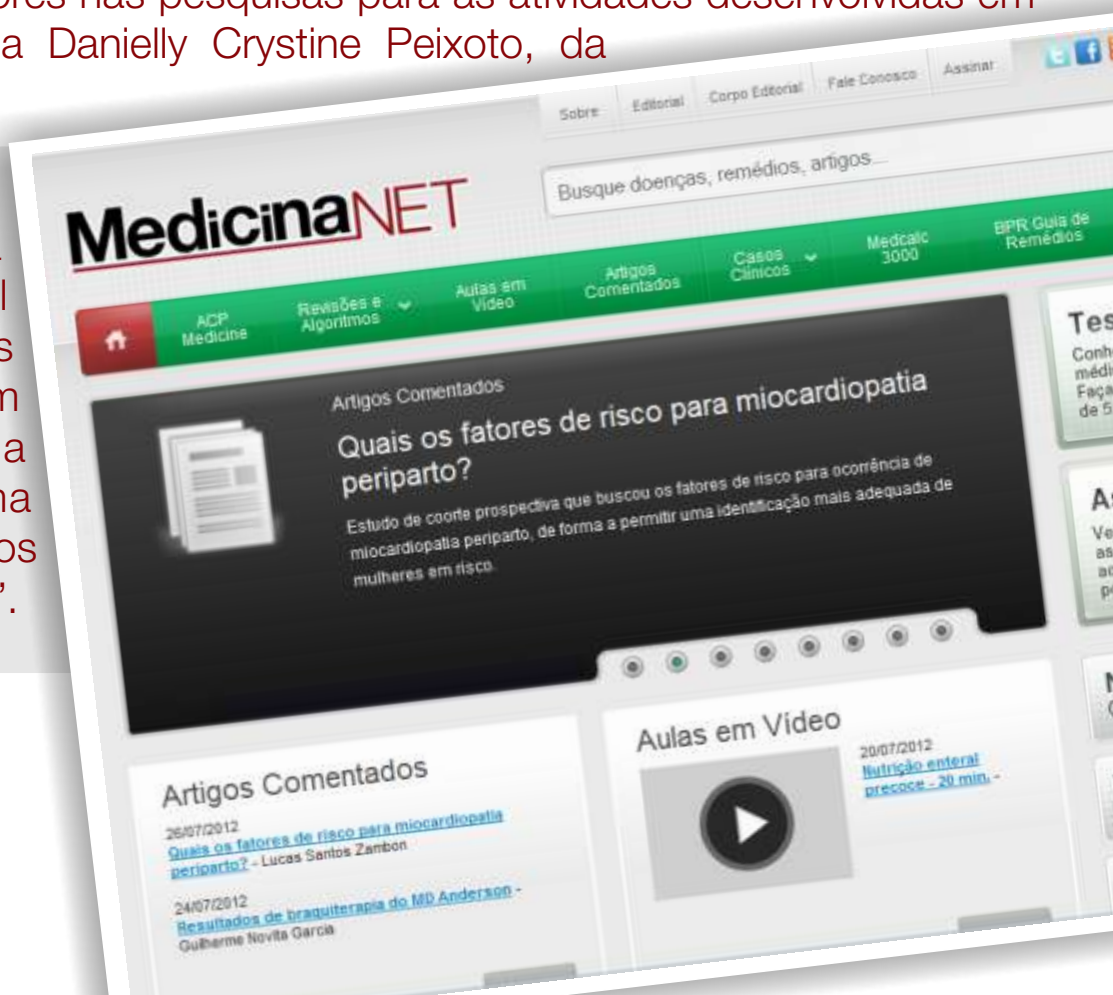 nas pesquisas para as atividades desenvolvidas em
a Danielly Crystine Peixoto, da
Sobre
Editorial
Corpo Editorial
Fale Conosco
Assinar
MedicinaNET
Busque doenças, remédios, artigos...
ACP
Medicine
Revisões e
Algoritmos
Aulas em
Vídeo
Artigos
Comentados
Casos
Clínicos
Medcalc
3000
BPR Guia de
Remédios
Artigos Comentados
Quais os fatores de risco para miocardiopatia
periparto?
Estudo de coorte prospectiva que buscou os fatores de risco para ocorrência de
miocardiopatia periparto, de forma a permitir uma identificação mais adequada de
mulheres em risco.
Artigos Comentados
26/07/2012
Quais os fatores de risco para miocardiopatia
periparto? - Lucas Santos Zambon
24/07/2012
Resultados de braquiterapia do MD Anderson -
Guilherme Novita Garcia
Aulas em Vídeo
20/07/2012
Nutrição enteral
precoce - 20 min. -